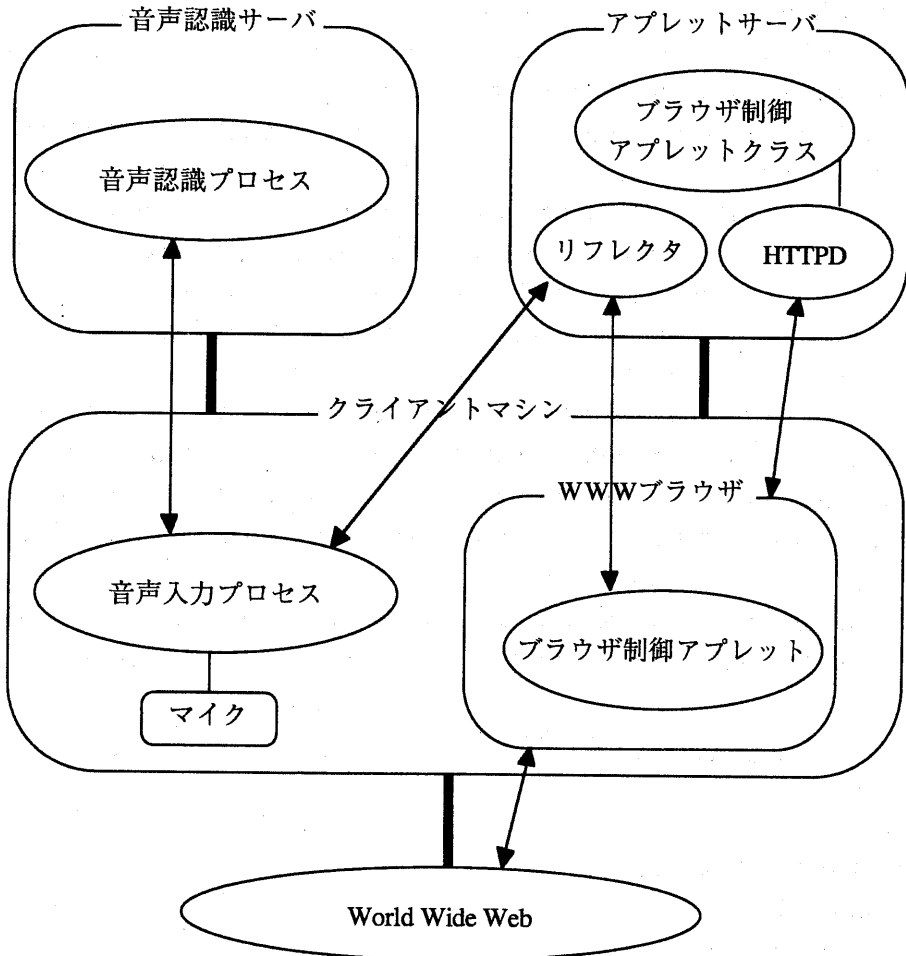 音声認識サーバ
アプレットサーバ
音声認識プロセス
ブラウザ制御
アプレットクラス
リフレクタ
HTTPD
クライアントマシン
WWWブラウザ
音声入力プロセス
ブラウザ制御アプレット
マイク
World Wide Web